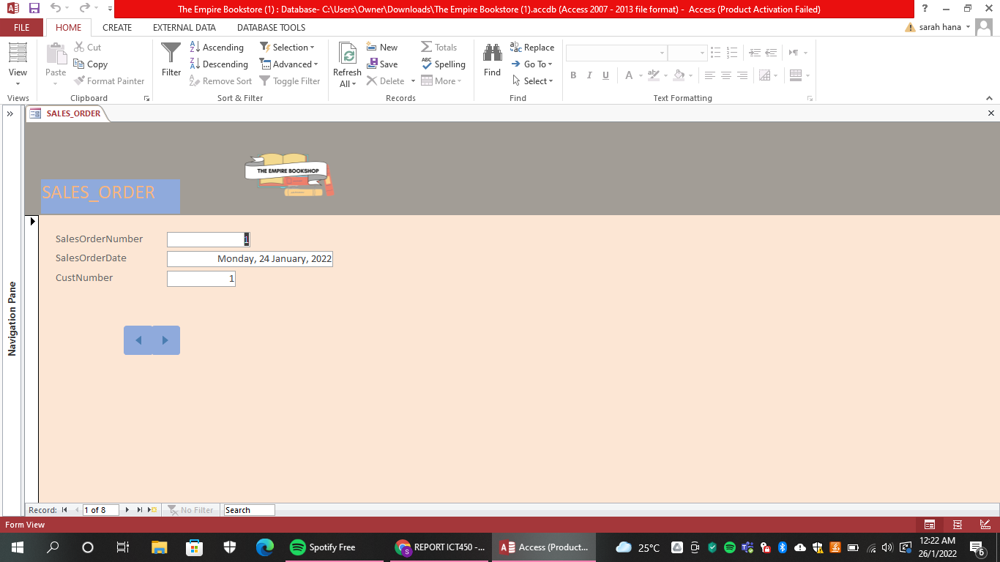 The Empire Bookstore (1) : Database- C:\Users\Owner\Downloads\The Empire Bookstore (1).accdb (Access 2007 - 2013 file format) - Access (Product Activation Failed)
FILE HOME CREATE EXTERNAL DATA DATABASE TOOLS sarah hana
View
Views
Paste
Cut
Copy
Format Painter
Clipboard
Filter
Ascending
Descending
Remove Sort
Selection
Advanced
Toggle Filter
Sort & Filter
Refresh
All
New
Save
Delete
Totals
Spelling
More
Records
Find
Replace
Go To
Select
Find
B I U A
Text Formatting
SALES_ORDER
Navigation Pane
THE EMPIRE BOOKSHOP
SALES_ORDER
SalesOrderNumber 1
SalesOrderDate Monday, 24 January, 2022
CustNumber 1
Record: 1 of 8 No Filter Search
Form View
Spotify Free
REPORT ICT450 -...
Access (Product...
25°C
12:22 AM
26/1/2022
6